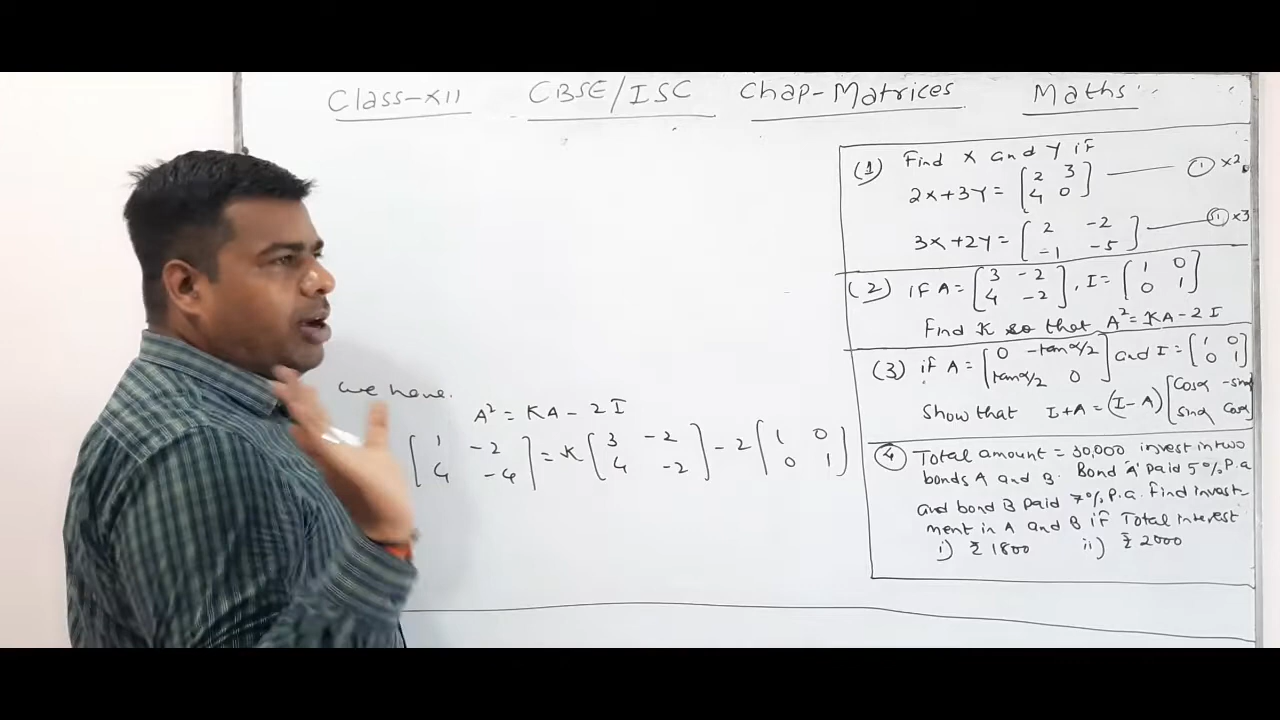 Class-XII CBSE/ISC Chap-Matrices Maths
(1) Find X and Y if
2X+3Y = [2 3
4 0] —— (i) ×2
3X+2Y = [2 -2
-1 -5] —— (ii) ×3
(2) if A = [3 -2
4 -2], I = [1 0
0 1]
Find K so that A² = KA - 2I
(3) if A = [0 -tanα/2
tanα/2 0] and I = [1 0
0 1]
Show that I+A = (I-A) [cosα -sinα
sinα cosα
(4) Total amount = 30,000 invest in two
bonds A and B. Bond 'A' paid 5%, P.a
and bond B paid 7%, P.a. find invest-
ment in A and B if Total interest
i) ₹ 1800 ii) ₹ 2000
we have.
A² = KA - 2I
[1 -2
4 -4] = K [3 -2
4 -2] - 2 [1 0
0 1]